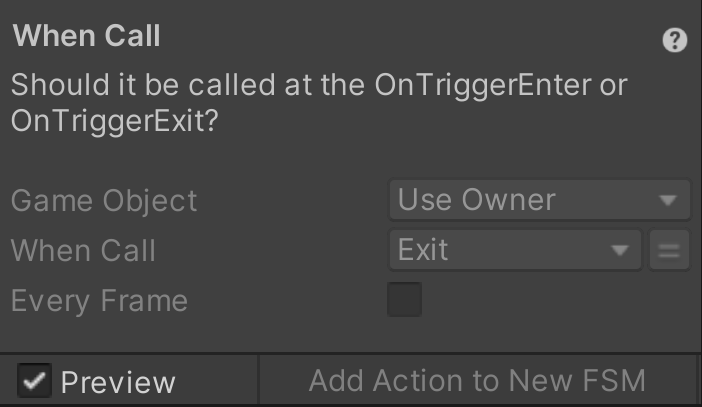 When Call
Should it be called at the OnTriggerEnter or
OnTriggerExit?
Game Object Use Owner
When Call Exit =
Every Frame
Preview Add Action to New FSM